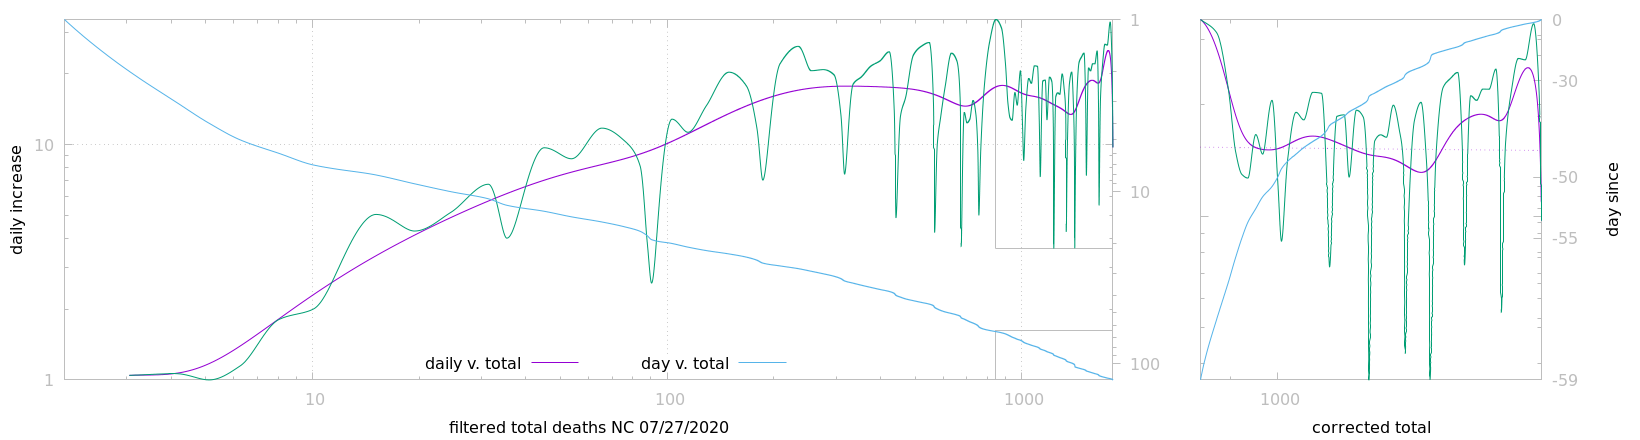 daily increase
10
1
daily v. total
day v. total
10
100
1000
1
10
100
filtered total deaths NC 07/27/2020
0
-30
-50
-55
-59
day since
1000
corrected total